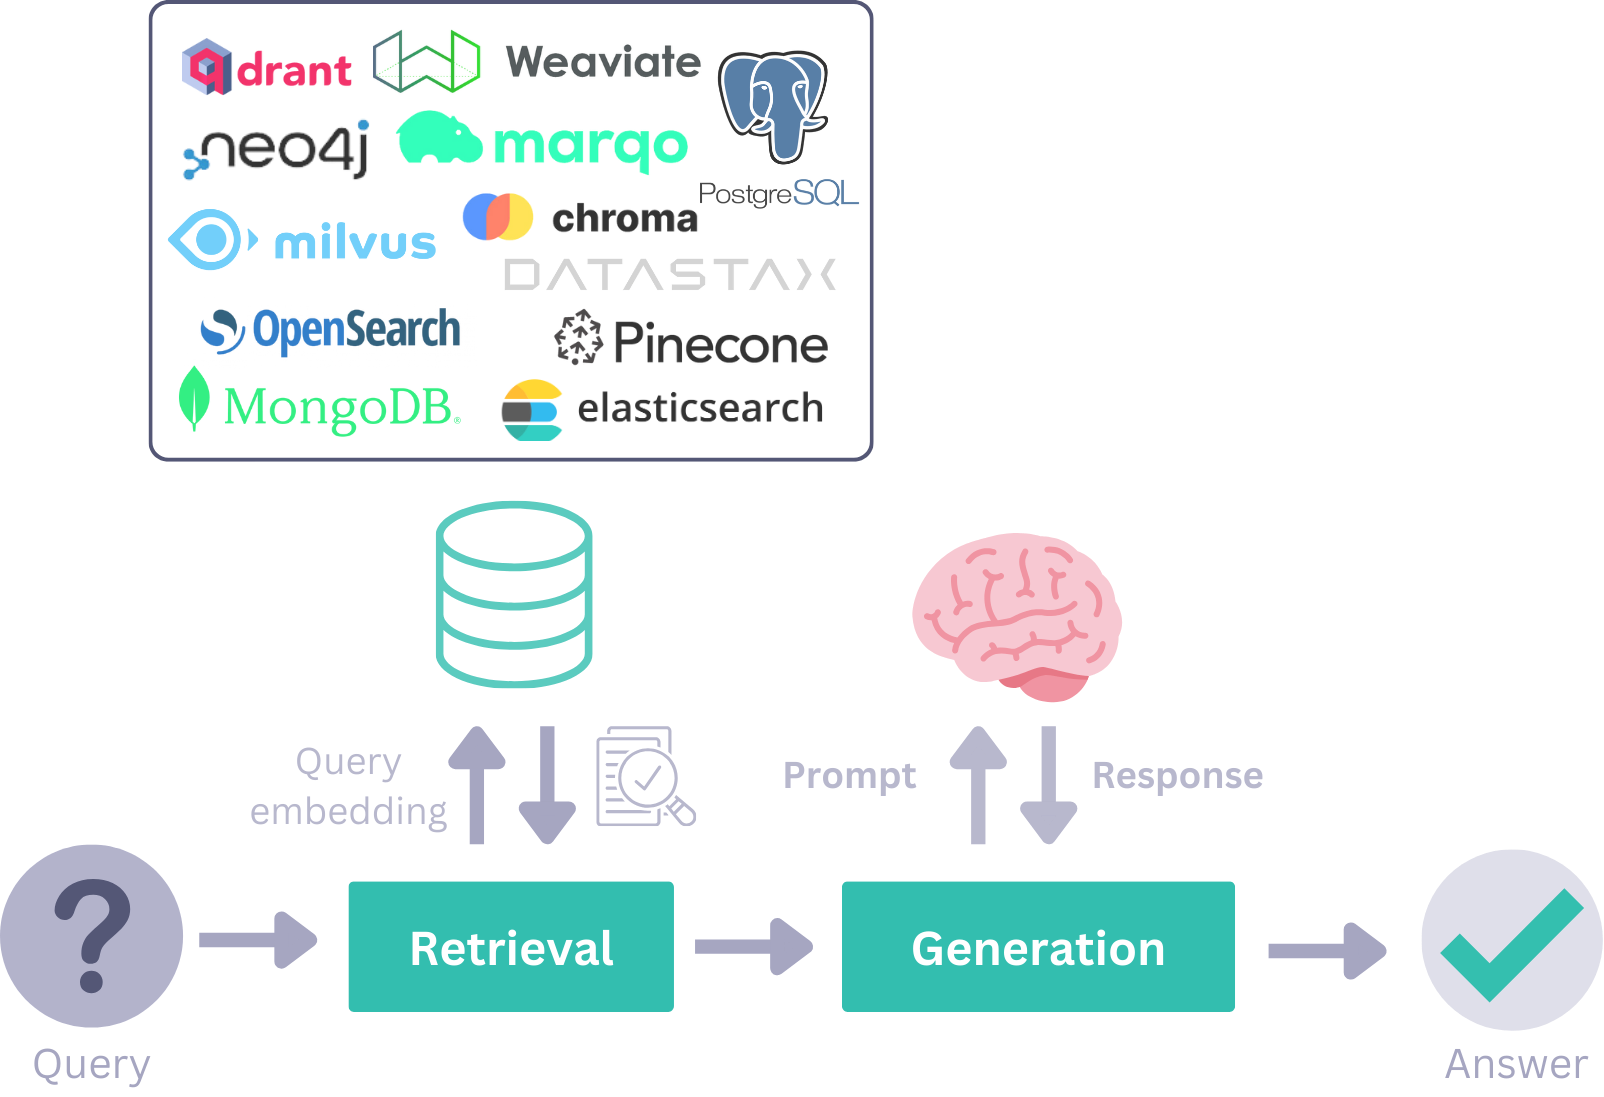 qdrant
Weaviate
neo4j
marqo
PostgreSQL
milvus
chroma
DATASTAX
OpenSearch
Pinecone
MongoDB®
elasticsearch
Query
embedding
Prompt
Response
?
Retrieval
Generation
Query
Answer